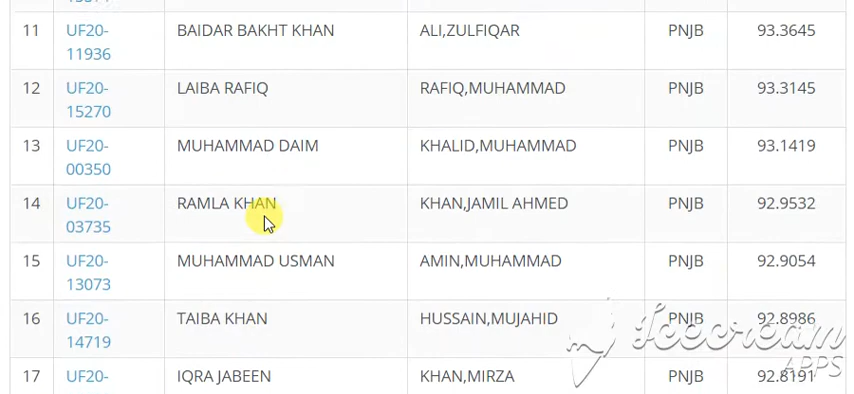 11 UF20- BAIDAR BAKHT KHAN ALI,ZULFIQAR PNJB 93.3645
11936
12 UF20- LAIBA RAFIQ RAFIQ,MUHAMMAD PNJB 93.3145
15270
13 UF20- MUHAMMAD DAIM KHALID,MUHAMMAD PNJB 93.1419
00350
14 UF20- RAMLA KHAN KHAN,JAMIL AHMED PNJB 92.9532
03735
15 UF20- MUHAMMAD USMAN AMIN,MUHAMMAD PNJB 92.9054
13073
16 UF20- TAIBA KHAN HUSSAIN,MUJAHID PNJB 92.8986
14719
Icecream
APPS
17 UF20- IQRA JABEEN KHAN,MIRZA PNJB 92.8191